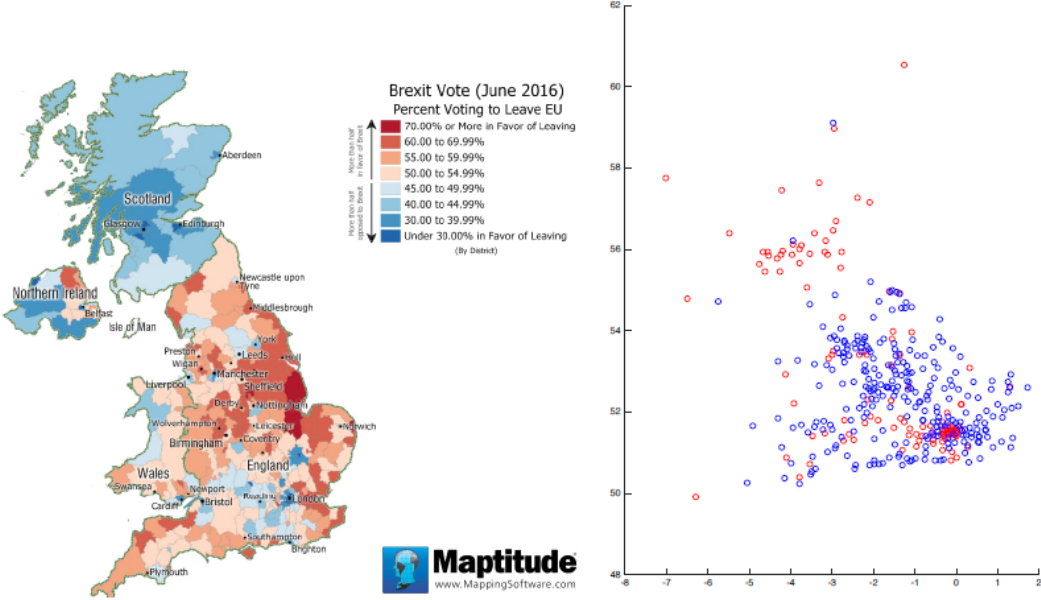 Brexit Vote (June 2016)
Percent Voting to Leave EU
More than half
in favor of Brexit
70.00% or More in Favor of Leaving
60.00 to 69.99%
55.00 to 59.99%
50.00 to 54.99%
More than half
opposed to Brexit
45.00 to 49.99%
40.00 to 44.99%
30.00 to 39.99%
Under 30.00% in Favor of Leaving
(By District)
Aberdeen
Scotland
Glasgow
Edinburgh
Northern Ireland
Belfast
Isle of Man
Newcastle upon
Tyne
Middlesbrough
York
Preston
Leeds
Hull
Wigan
Manchester
Liverpool
Sheffield
Derby
Nottingham
Wolverhampton
Leicester
Norwich
Birmingham
Coventry
England
Wales
Swansea
Newport
Reading
London
Cardiff
Bristol
Southampton
Brighton
Plymouth
Maptitude
www.MappingSoftware.com
62
60
58
56
54
52
50
48
-8 -7 -6 -5 -4 -3 -2 -1 0 1 2